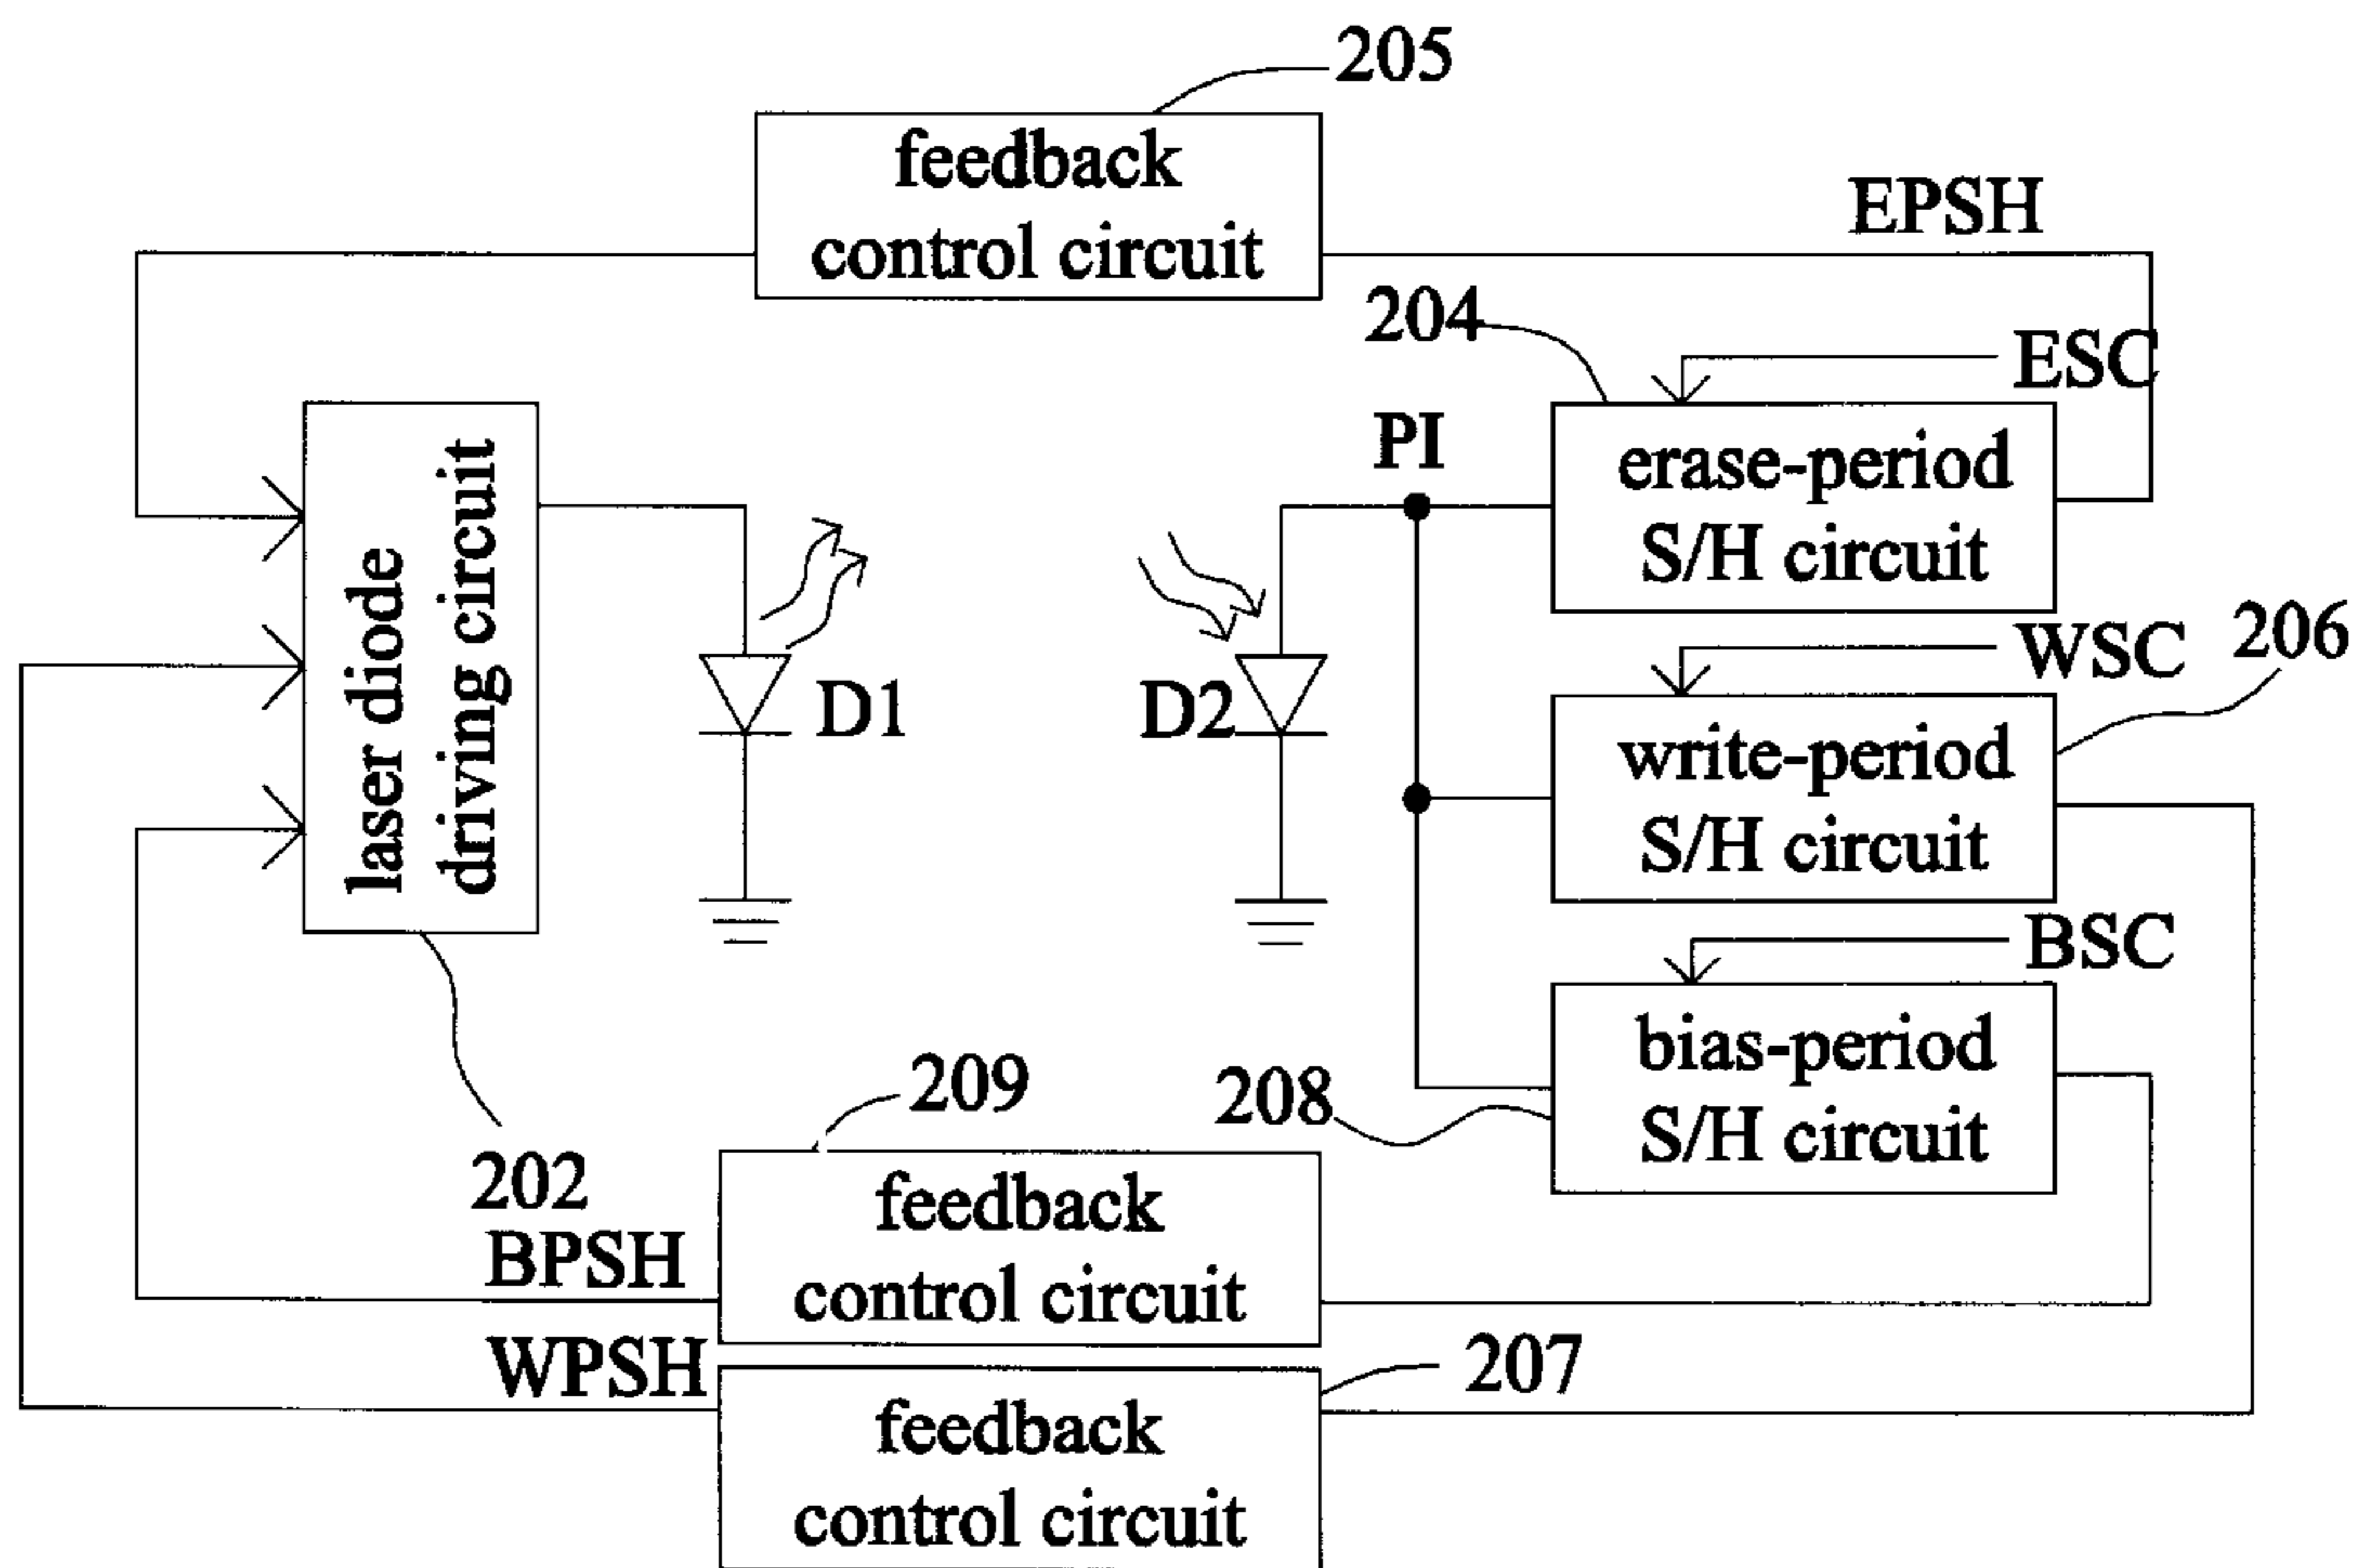 205
feedback
control circuit
EPSH
204
ESC
PI
erase-period
S/H circuit
laser diode
driving circuit
D1
D2
WSC
206
write-period
S/H circuit
BSC
bias-period
S/H circuit
208
209
202
feedback
control circuit
BPSH
WPSH
207
feedback
control circuit